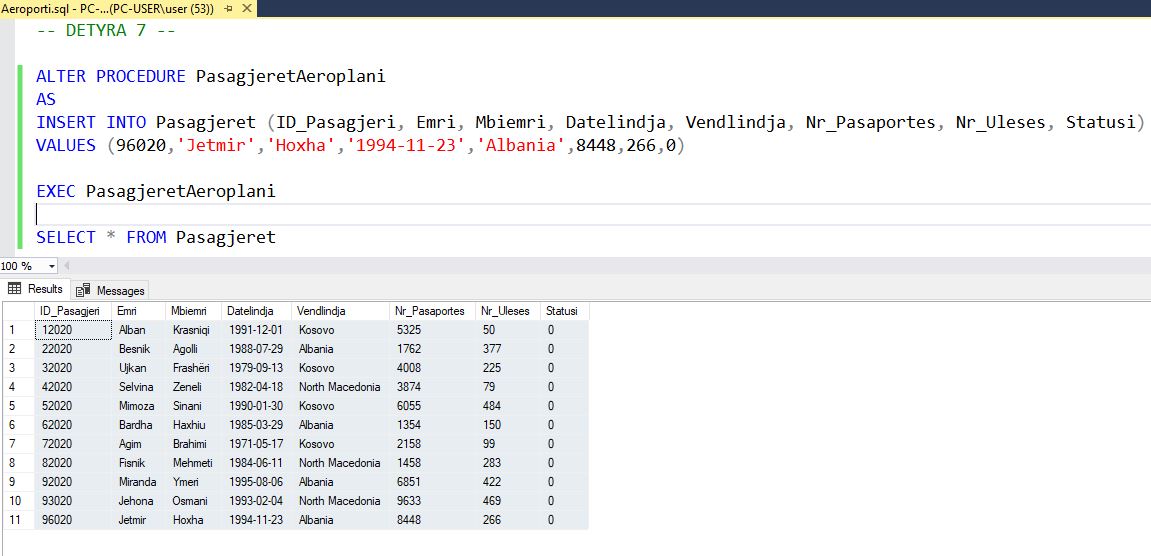 Aeroporti.sql - PC-...(PC-USER\user (53))
-- DETYRA 7 --
ALTER PROCEDURE PasagjeretAeroplani
AS
INSERT INTO Pasagjeret (ID_Pasagjeri, Emri, Mbiemri, Datelindja, Vendlindja, Nr_Pasaportes, Nr_Uleses, Statusi)
VALUES (96020,'Jetmir','Hoxha','1994-11-23','Albania',8448,266,0)
EXEC PasagjeretAeroplani
SELECT * FROM Pasagjeret
100 %
Results Messages
ID_Pasagjeri Emri Mbiemri Datelindja Vendlindja Nr_Pasaportes Nr_Uleses Statusi
1 12020 Alban Krasniqi 1991-12-01 Kosovo 5325 50 0
2 22020 Besnik Agolli 1988-07-29 Albania 1762 377 0
3 32020 Ujkan Frashëri 1979-09-13 Kosovo 4008 225 0
4 42020 Selvina Zeneli 1982-04-18 North Macedonia 3874 79 0
5 52020 Mimoza Sinani 1990-01-30 Kosovo 6055 484 0
6 62020 Bardha Haxhiu 1985-03-29 Albania 1354 150 0
7 72020 Agim Brahimi 1971-05-17 Kosovo 2158 99 0
8 82020 Fisnik Mehmeti 1984-06-11 North Macedonia 1458 283 0
9 92020 Miranda Ymeri 1995-08-06 Albania 6851 422 0
10 93020 Jehona Osmani 1993-02-04 North Macedonia 9633 469 0
11 96020 Jetmir Hoxha 1994-11-23 Albania 8448 266 0